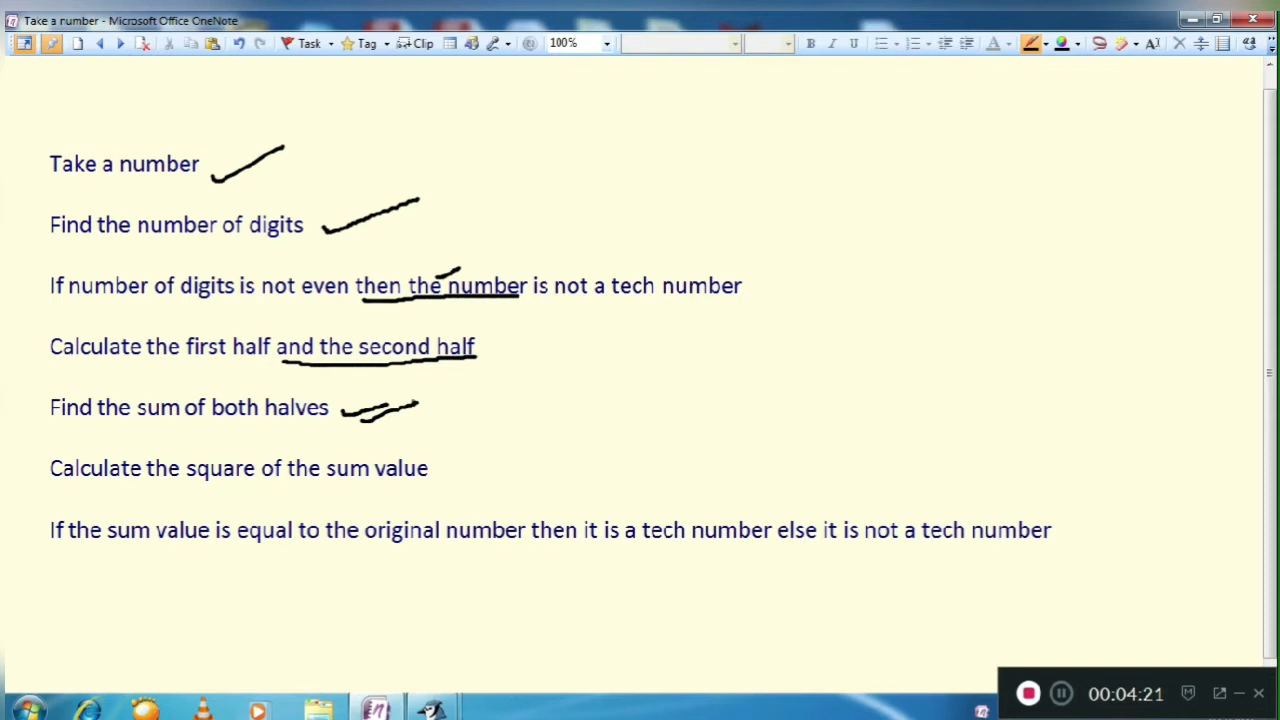 Take a number - Microsoft Office OneNote
Task Tag Clip 100% B I U A
Take a number
Find the number of digits
If number of digits is not even then the number is not a tech number
Calculate the first half and the second half
Find the sum of both halves
Calculate the square of the sum value
If the sum value is equal to the original number then it is a tech number else it is not a tech number
00:04:21